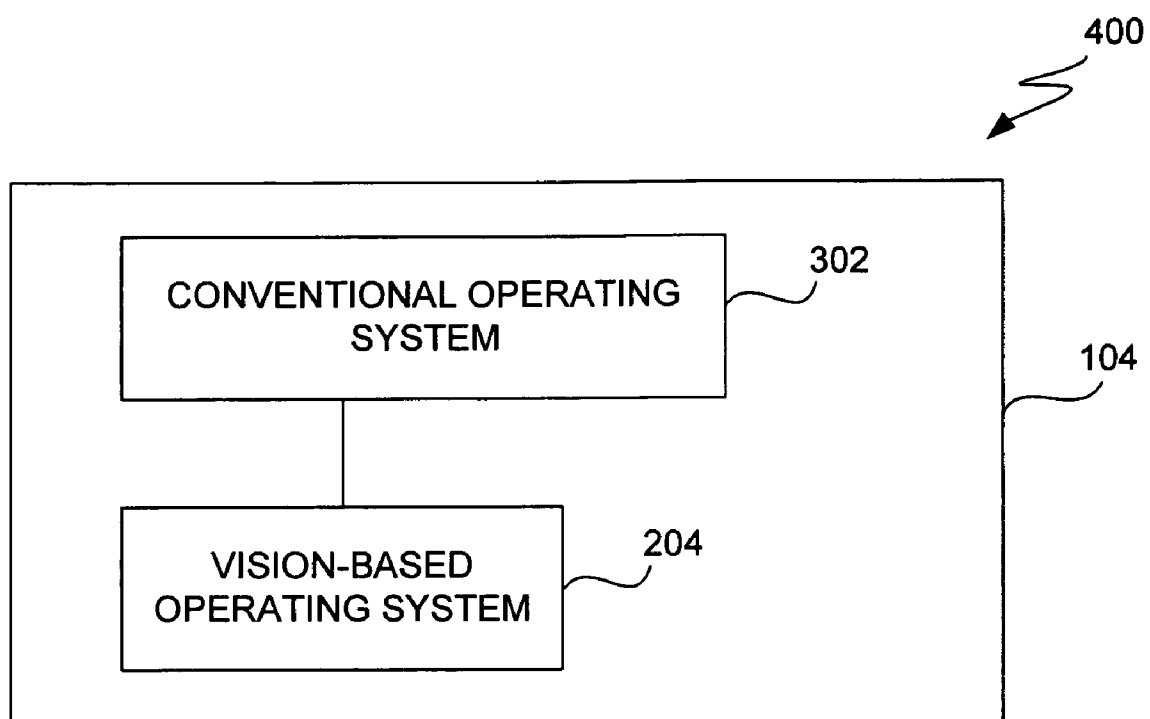 400
CONVENTIONAL OPERATING
SYSTEM
302
104
VISION-BASED
OPERATING SYSTEM
204